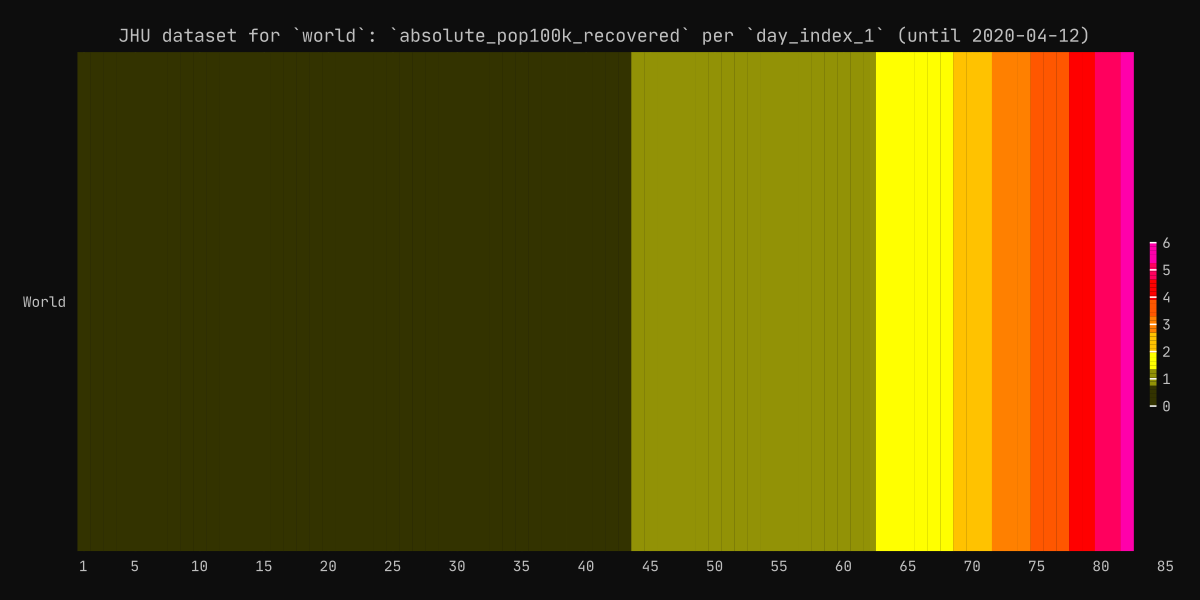 JHU dataset for `world`: `absolute_pop100k_recovered` per `day_index_1` (until 2020-04-12)
6
5
World
4
3
2
1
0
1 5 10 15 20 25 30 35 40 45 50 55 60 65 70 75 80 85